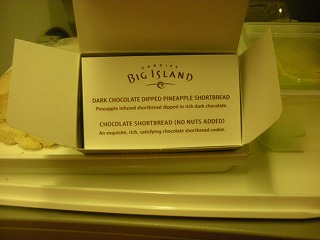 BIG ISLAND
DARK CHOCOLATE DIPPED PINEAPPLE SHORTBREAD
Pineapple infused shortbread dipped in rich dark chocolate.
CHOCOLATE SHORTBREAD (NO NUTS ADDED)
An exquisite, rich, satisfying chocolate shortbread cookie.